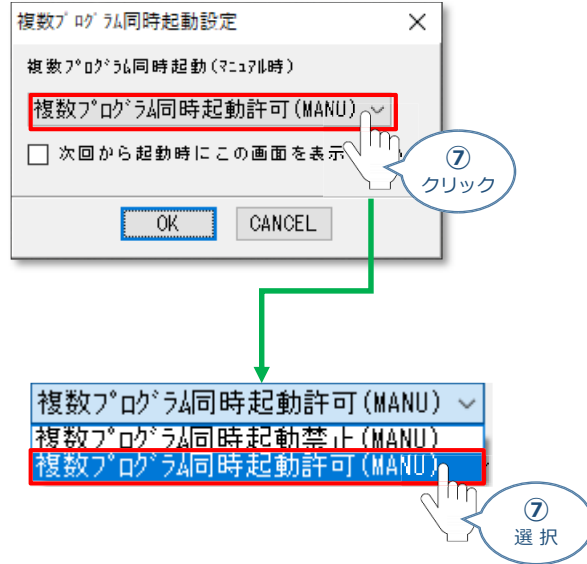 複数ﾌﾟﾛｸﾞﾗﾑ同時起動設定
複数ﾌﾟﾛｸﾞﾗﾑ同時起動(ﾏﾆｭｱﾙ時)
複数ﾌﾟﾛｸﾞﾗﾑ同時起動許可(MANU)
次回から起動時にこの画面を表示
⑦
クリック
OK
CANCEL
複数ﾌﾟﾛｸﾞﾗﾑ同時起動許可(MANU)
複数ﾌﾟﾛｸﾞﾗﾑ同時起動禁止(MANU)
複数ﾌﾟﾛｸﾞﾗﾑ同時起動許可(MANU)
⑦
選択